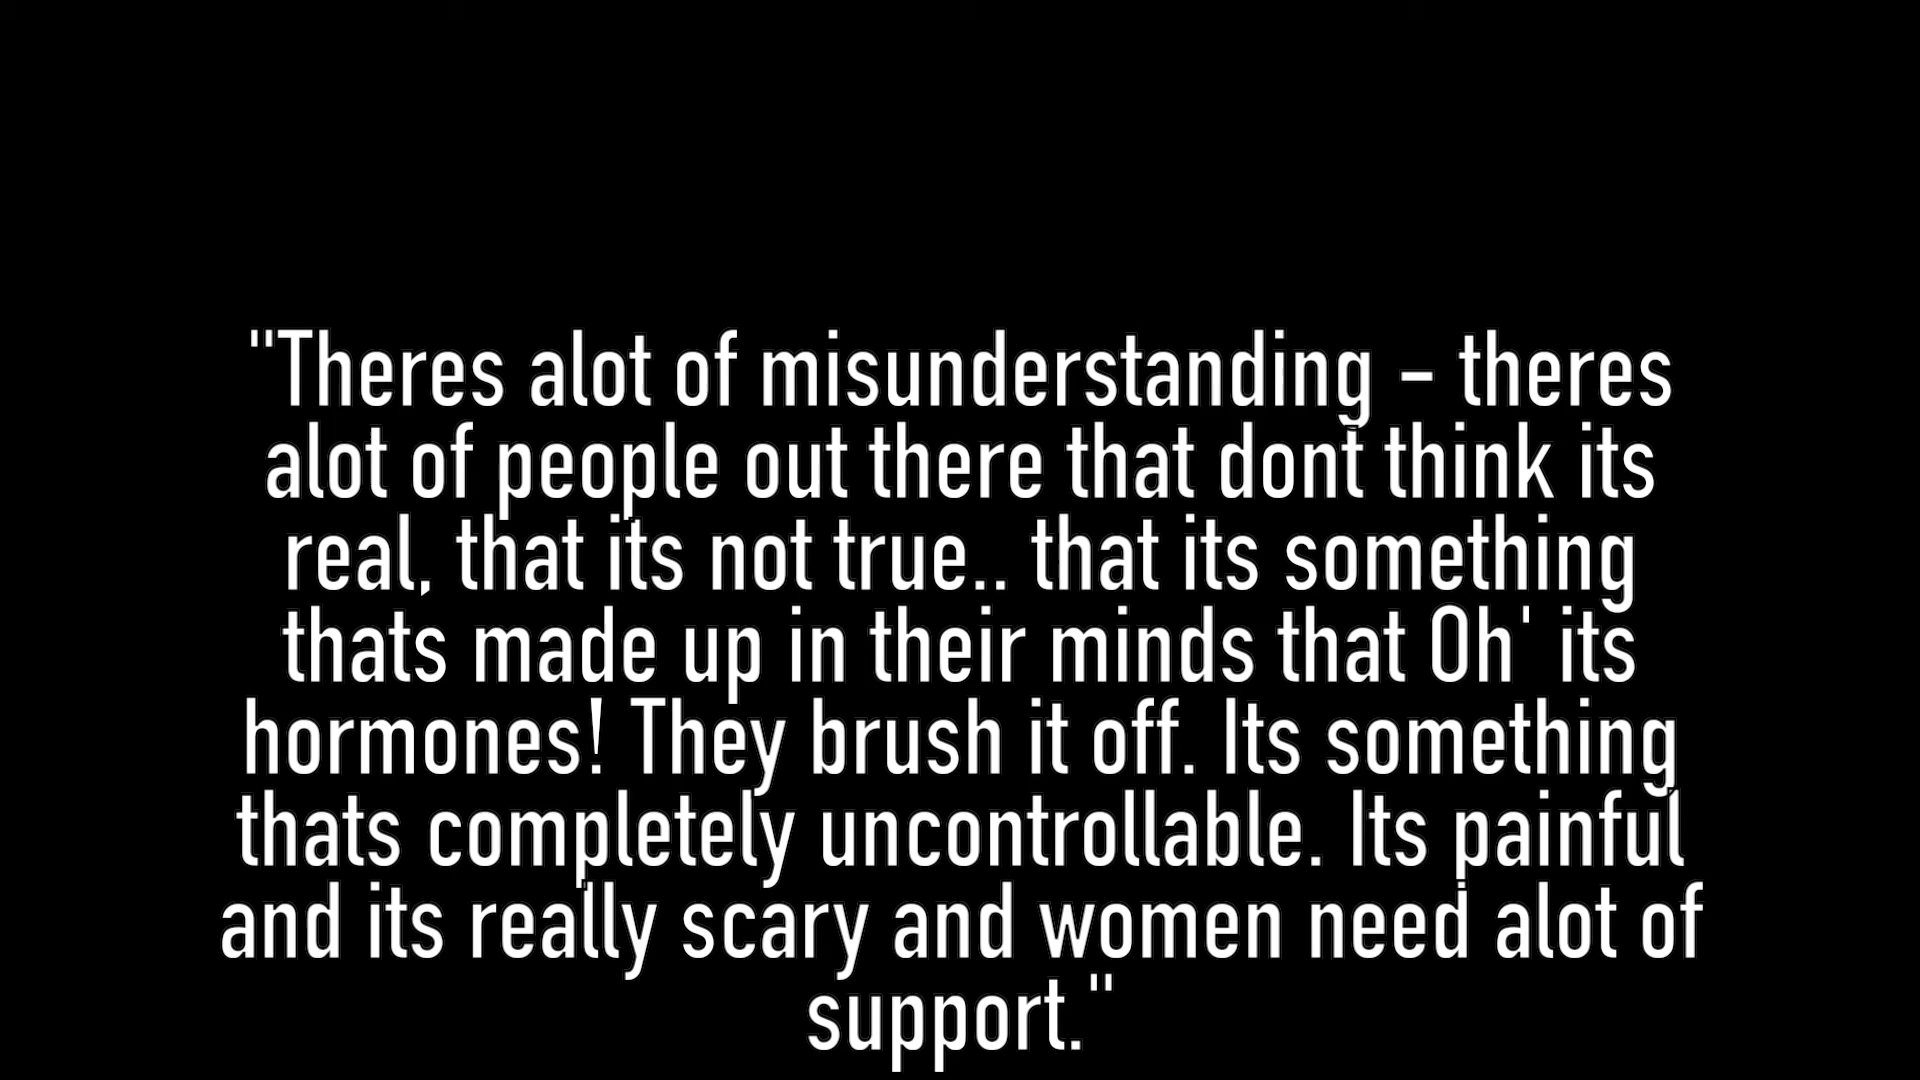 "Theres alot of misunderstanding - theres
alot of people out there that dont think its
real, that its not true.. that its something
thats made up in their minds that Oh' its
hormones! They brush it off. Its something
thats completely uncontrollable. Its painful
and its really scary and women need alot of
support."